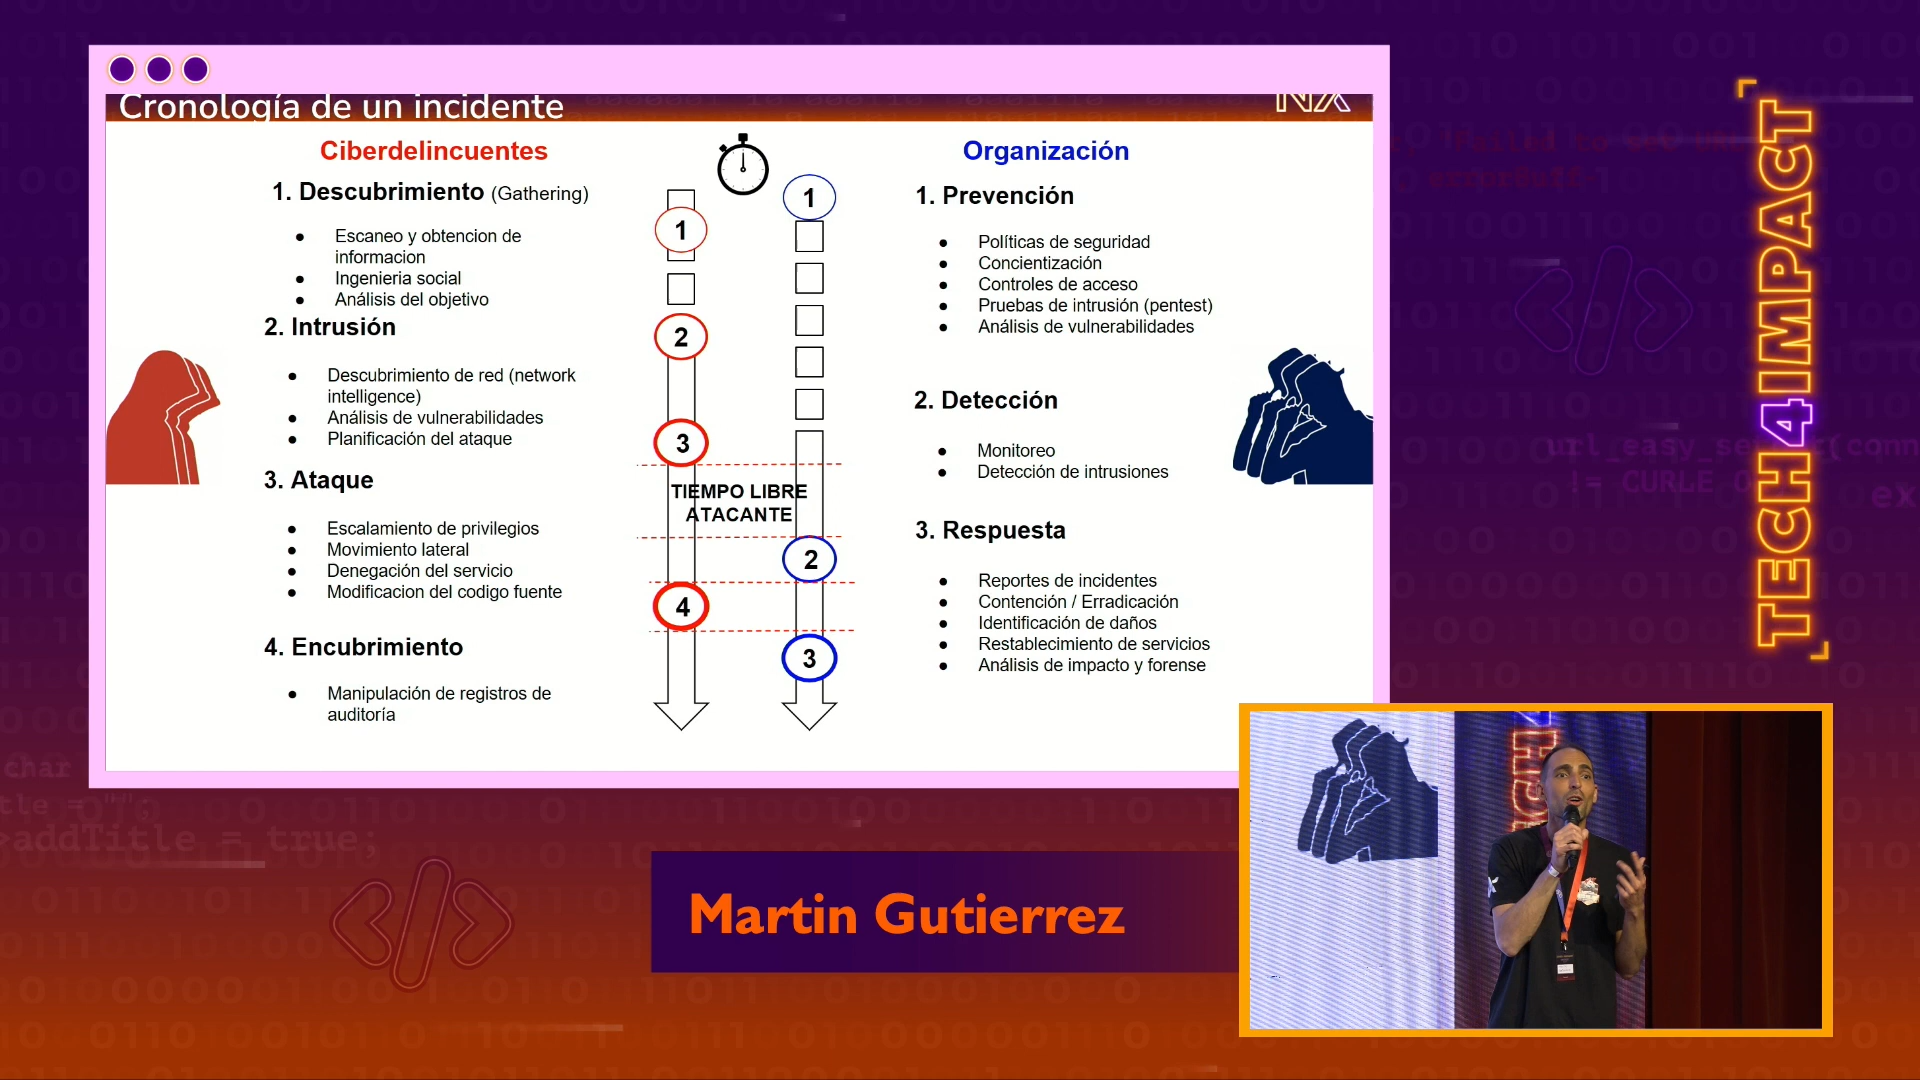 Cronología de un incidente
NX
Ciberdelincuentes
1. Descubrimiento (Gathering)
● Escaneo y obtencion de
informacion
● Ingenieria social
● Análisis del objetivo
2. Intrusión
● Descubrimiento de red (network
intelligence)
● Análisis de vulnerabilidades
● Planificación del ataque
3. Ataque
● Escalamiento de privilegios
● Movimiento lateral
● Denegación del servicio
● Modificacion del codigo fuente
4. Encubrimiento
● Manipulación de registros de
auditoría
1
1
2
3
TIEMPO LIBRE
ATACANTE
2
4
3
Organización
1. Prevención
● Políticas de seguridad
● Concientización
● Controles de acceso
● Pruebas de intrusión (pentest)
● Análisis de vulnerabilidades
2. Detección
● Monitoreo
● Detección de intrusiones
3. Respuesta
● Reportes de incidentes
● Contención / Erradicación
● Identificación de daños
● Restablecimiento de servicios
● Análisis de impacto y forense
TECH4IMPACT
Martin Gutierrez
char
>addTitle = true;